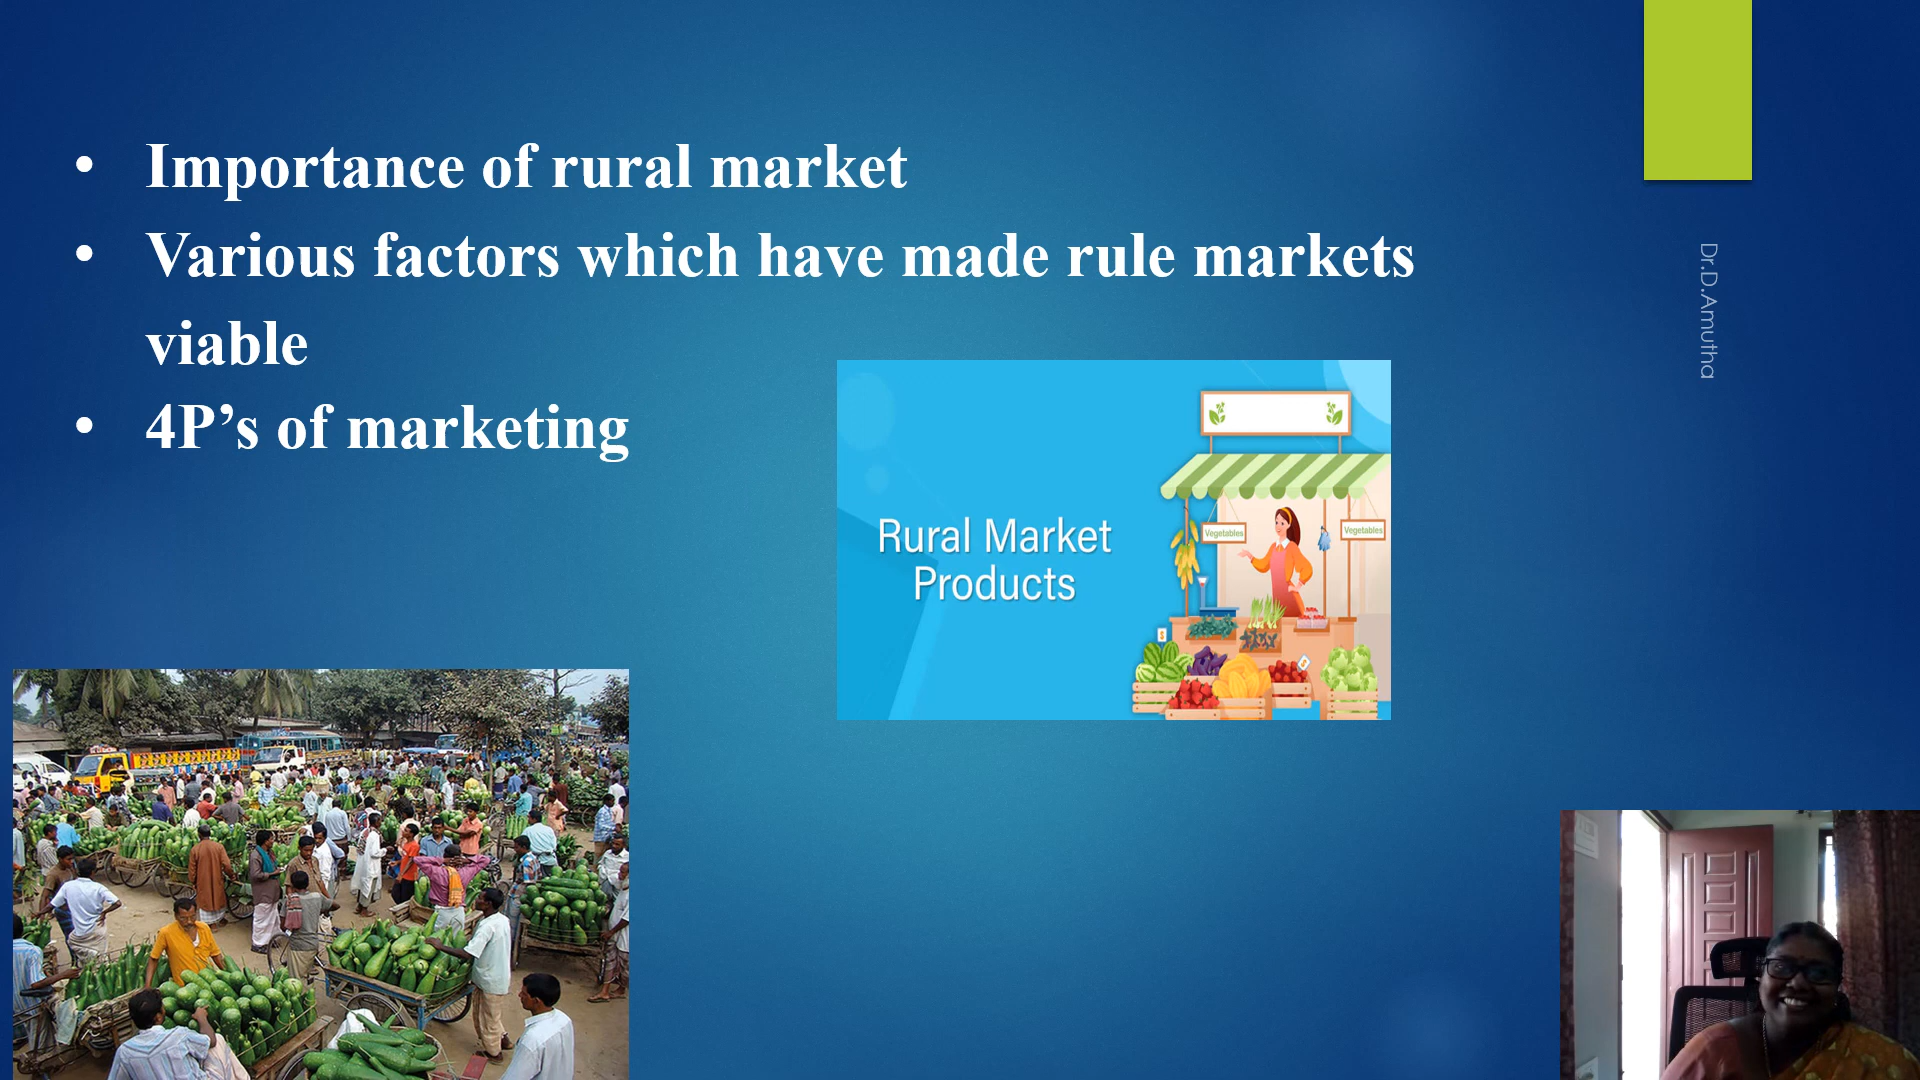 • Importance of rural market
• Various factors which have made rule markets
viable
• 4P’s of marketing
Dr.D.Amutha
Rural Market
Products
Vegetables
Vegetables